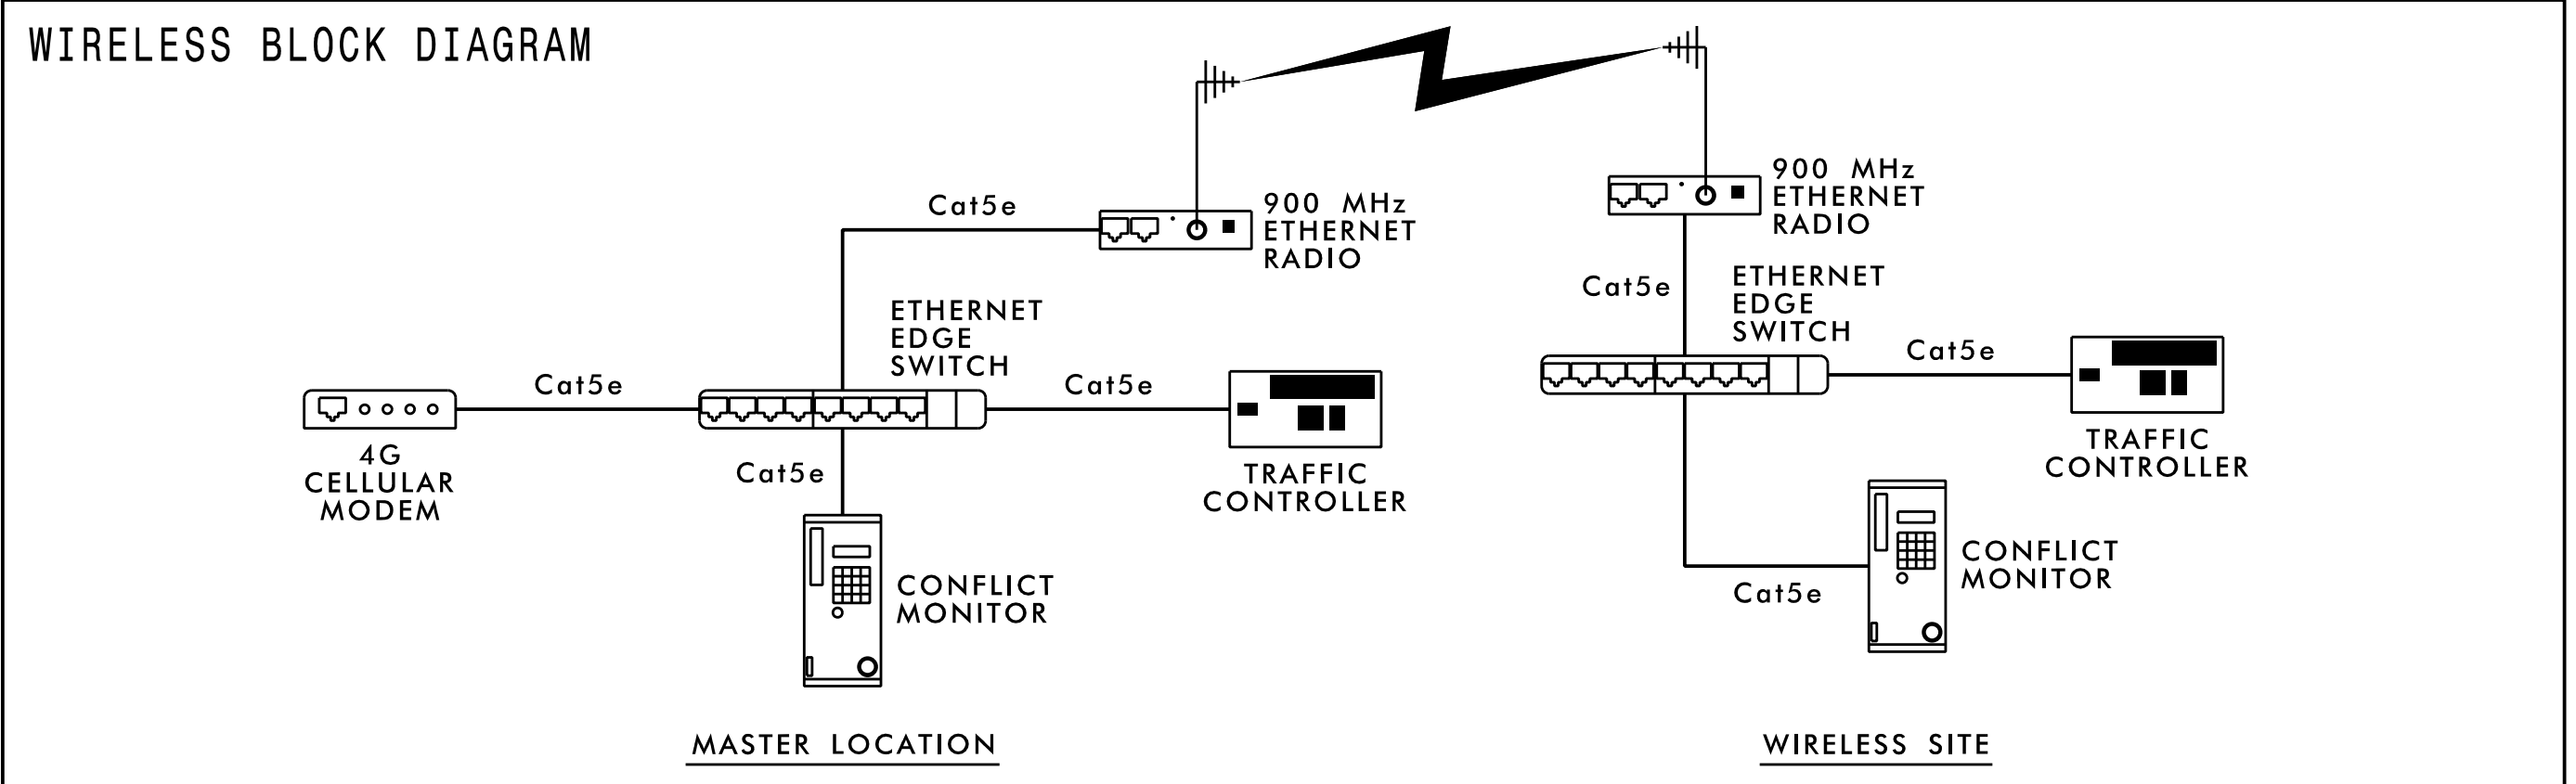 WIRELESS BLOCK DIAGRAM
Cat5e
900 MHz
ETHERNET
RADIO
ETHERNET
EDGE
SWITCH
Cat5e
Cat5e
4G
CELLULAR
MODEM
Cat5e
TRAFFIC
CONTROLLER
CONFLICT
MONITOR
MASTER LOCATION
900 MHz
ETHERNET
RADIO
Cat5e
ETHERNET
EDGE
SWITCH
Cat5e
TRAFFIC
CONTROLLER
CONFLICT
MONITOR
Cat5e
WIRELESS SITE